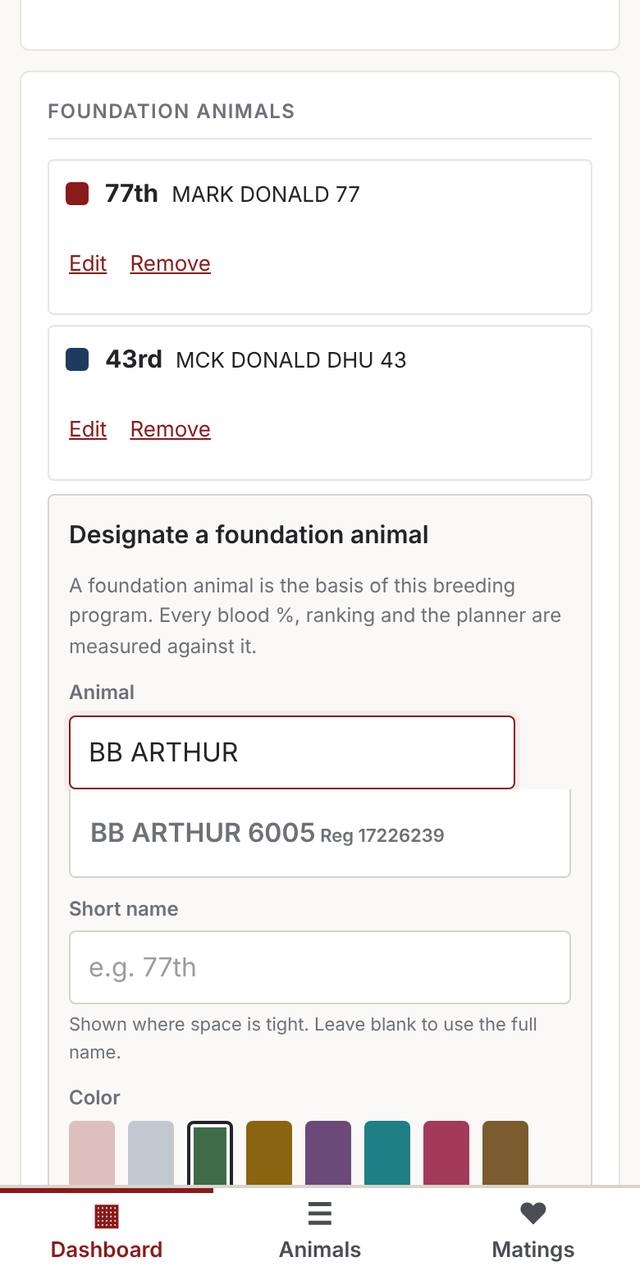 FOUNDATION ANIMALS
77th MARK DONALD 77
Edit Remove
43rd MCK DONALD DHU 43
Edit Remove
Designate a foundation animal
A foundation animal is the basis of this breeding
program. Every blood %, ranking and the planner are
measured against it.
Animal
BB ARTHUR
BB ARTHUR 6005 Reg 17226239
Short name
e.g. 77th
Shown where space is tight. Leave blank to use the full
name.
Color
Dashboard Animals Matings